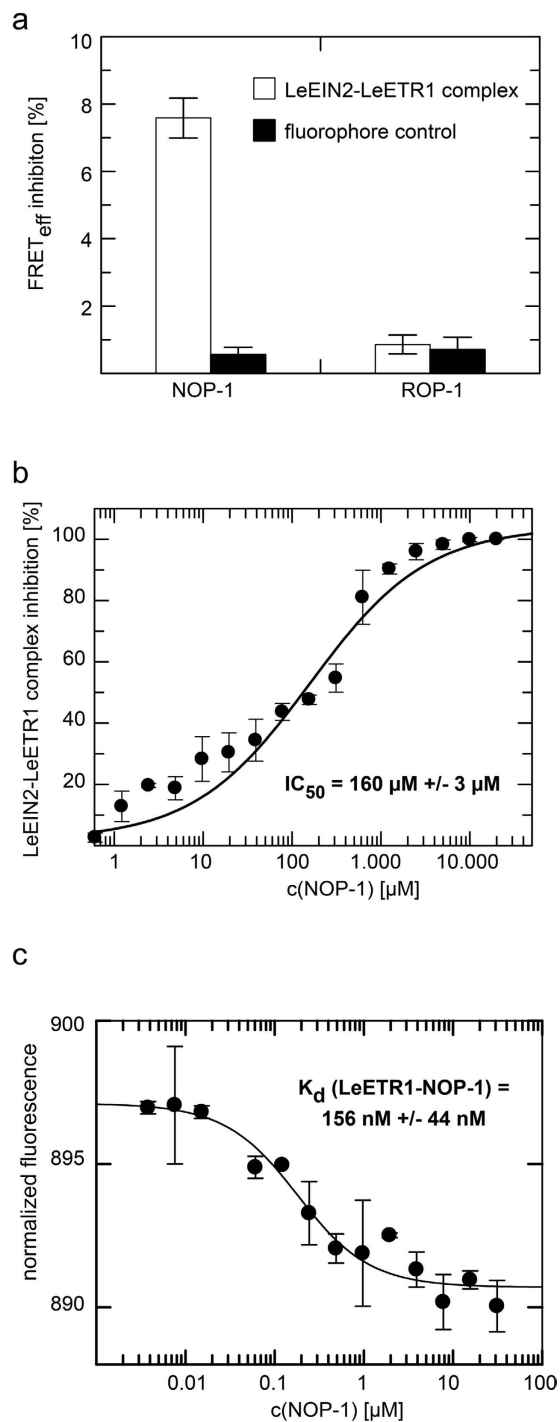 a
FRETeff inhibiton [%]
10
8
6
4
2
LeEIN2-LeETR1 complex
fluorophore control
NOP-1
ROP-1
b
LeEIN2-LeETR1 complex inhibition [%]
100
80
60
40
20
IC50 = 160 µM +/- 3 µM
1
10
100
1.000
10.000
c(NOP-1) [µM]
c
normalized fluorescence
900
895
890
Kd (LeETR1-NOP-1) =
156 nM +/- 44 nM
0.01
0.1
1
10
100
c(NOP-1) [µM]